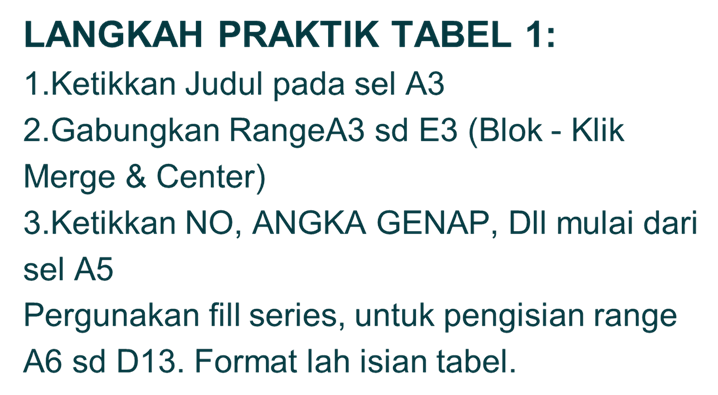 LANGKAH PRAKTIK TABEL 1:
1.Ketikkan Judul pada sel A3
2.Gabungkan RangeA3 sd E3 (Blok - Klik
Merge & Center)
3.Ketikkan NO, ANGKA GENAP, Dll mulai dari
sel A5
Pergunakan fill series, untuk pengisian range
A6 sd D13. Format lah isian tabel.